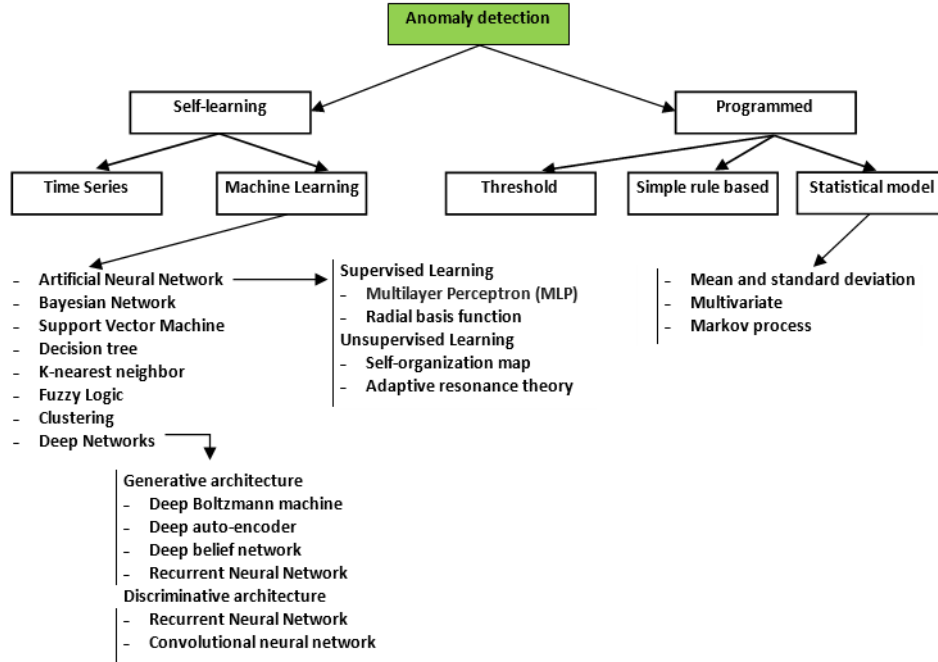 Anomaly detection
Self-learning
Programmed
Time Series
Machine Learning
Threshold
Simple rule based
Statistical model
- Artificial Neural Network
- Bayesian Network
- Support Vector Machine
- Decision tree
- K-nearest neighbor
- Fuzzy Logic
- Clustering
- Deep Networks
Supervised Learning
- Multilayer Perceptron (MLP)
- Radial basis function
Unsupervised Learning
- Self-organization map
- Adaptive resonance theory
- Mean and standard deviation
- Multivariate
- Markov process
Generative architecture
- Deep Boltzmann machine
- Deep auto-encoder
- Deep belief network
- Recurrent Neural Network
Discriminative architecture
- Recurrent Neural Network
- Convolutional neural network